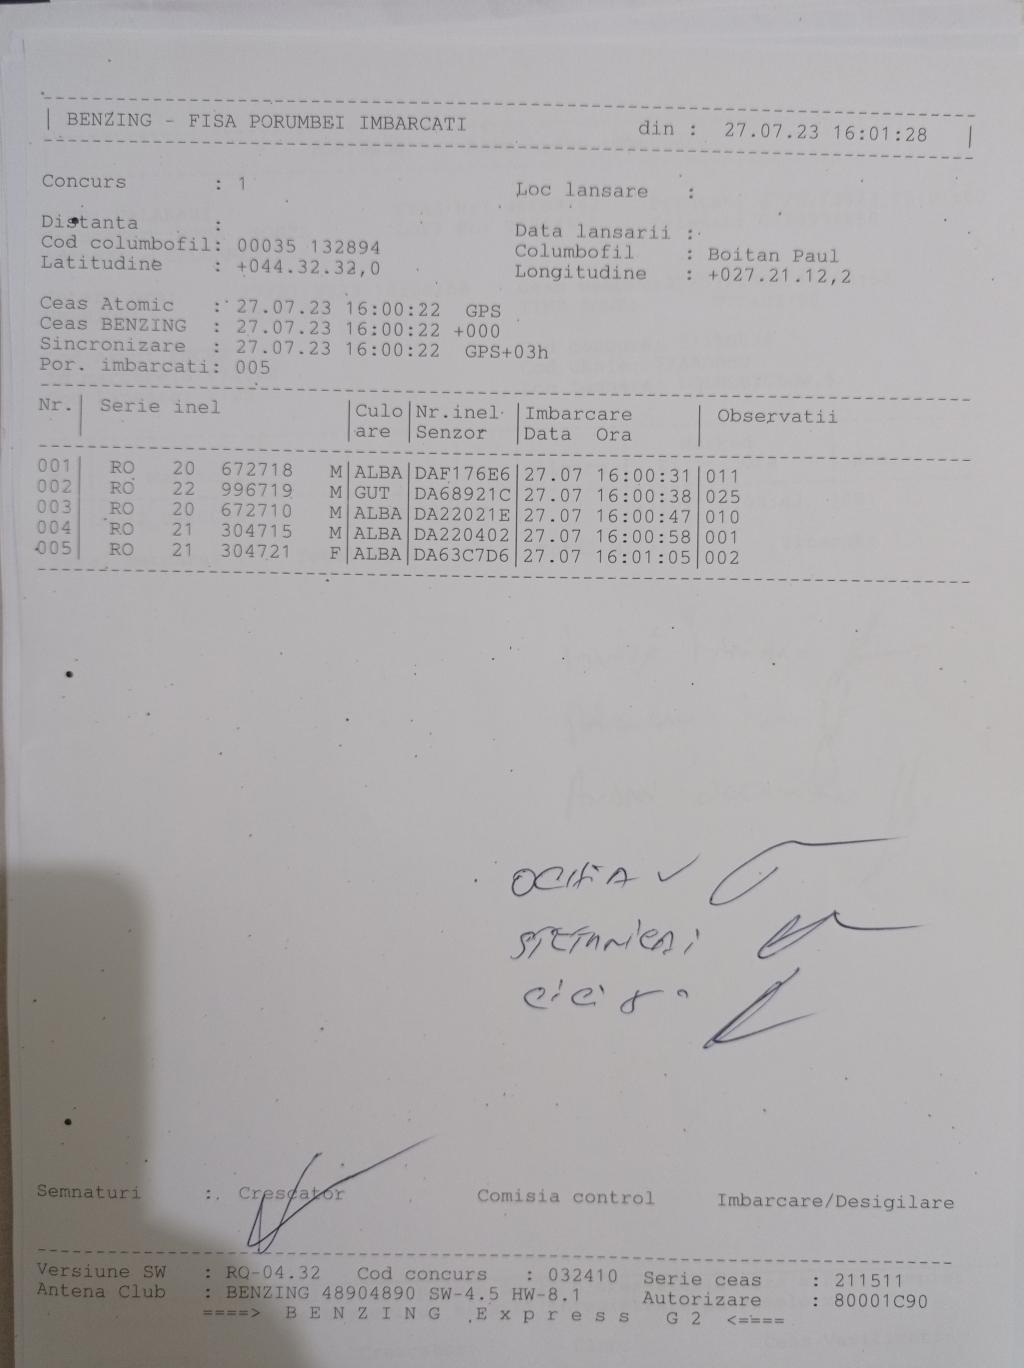 | BENZING - FISA PORUMBEI IMBARCATI din : 27.07.23 16:01:28 |
Concurs : 1 Loc lansare :
Distanta : Data lansarii :
Cod columbofil: 00035 132894 Columbofil : Boitan Paul
Latitudine : +044.32.32,0 Longitudine : +027.21.12,2
Ceas Atomic : 27.07.23 16:00:22 GPS
Ceas BENZING : 27.07.23 16:00:22 +000
Sincronizare : 27.07.23 16:00:22 GPS+03h
Por. imbarcati: 005
Nr.| Serie inel |Culo|Nr.inel|Imbarcare | Observatii
| |are |Senzor |Data Ora |
001| RO 20 672718 M|ALBA|DAF176E6|27.07 16:00:31|011
002| RO 22 996719 M|GUT |DA68921C|27.07 16:00:38|025
003| RO 20 672710 M|ALBA|DA22021E|27.07 16:00:47|010
004| RO 21 304715 M|ALBA|DA220402|27.07 16:00:58|001
005| RO 21 304721 F|ALBA|DA63C7D6|27.07 16:01:05|002
Semnaturi : Crescator Comisia control Imbarcare/Desigilare
Versiune SW : RQ-04.32 Cod concurs : 032410 Serie ceas : 211511
Antena Club : BENZING 48904890 SW-4.5 HW-8.1 Autorizare : 80001C90
====> B E N Z I N G E x p r e s s G 2 <====